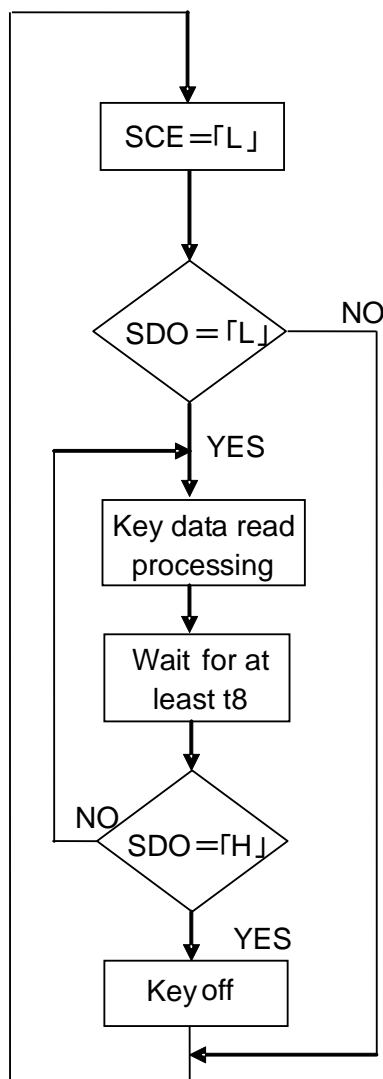 SCE＝「L」
SDO＝「L」
NO
YES
Key data read
processing
Wait for at
least t8
NO
SDO＝「H」
YES
Key off